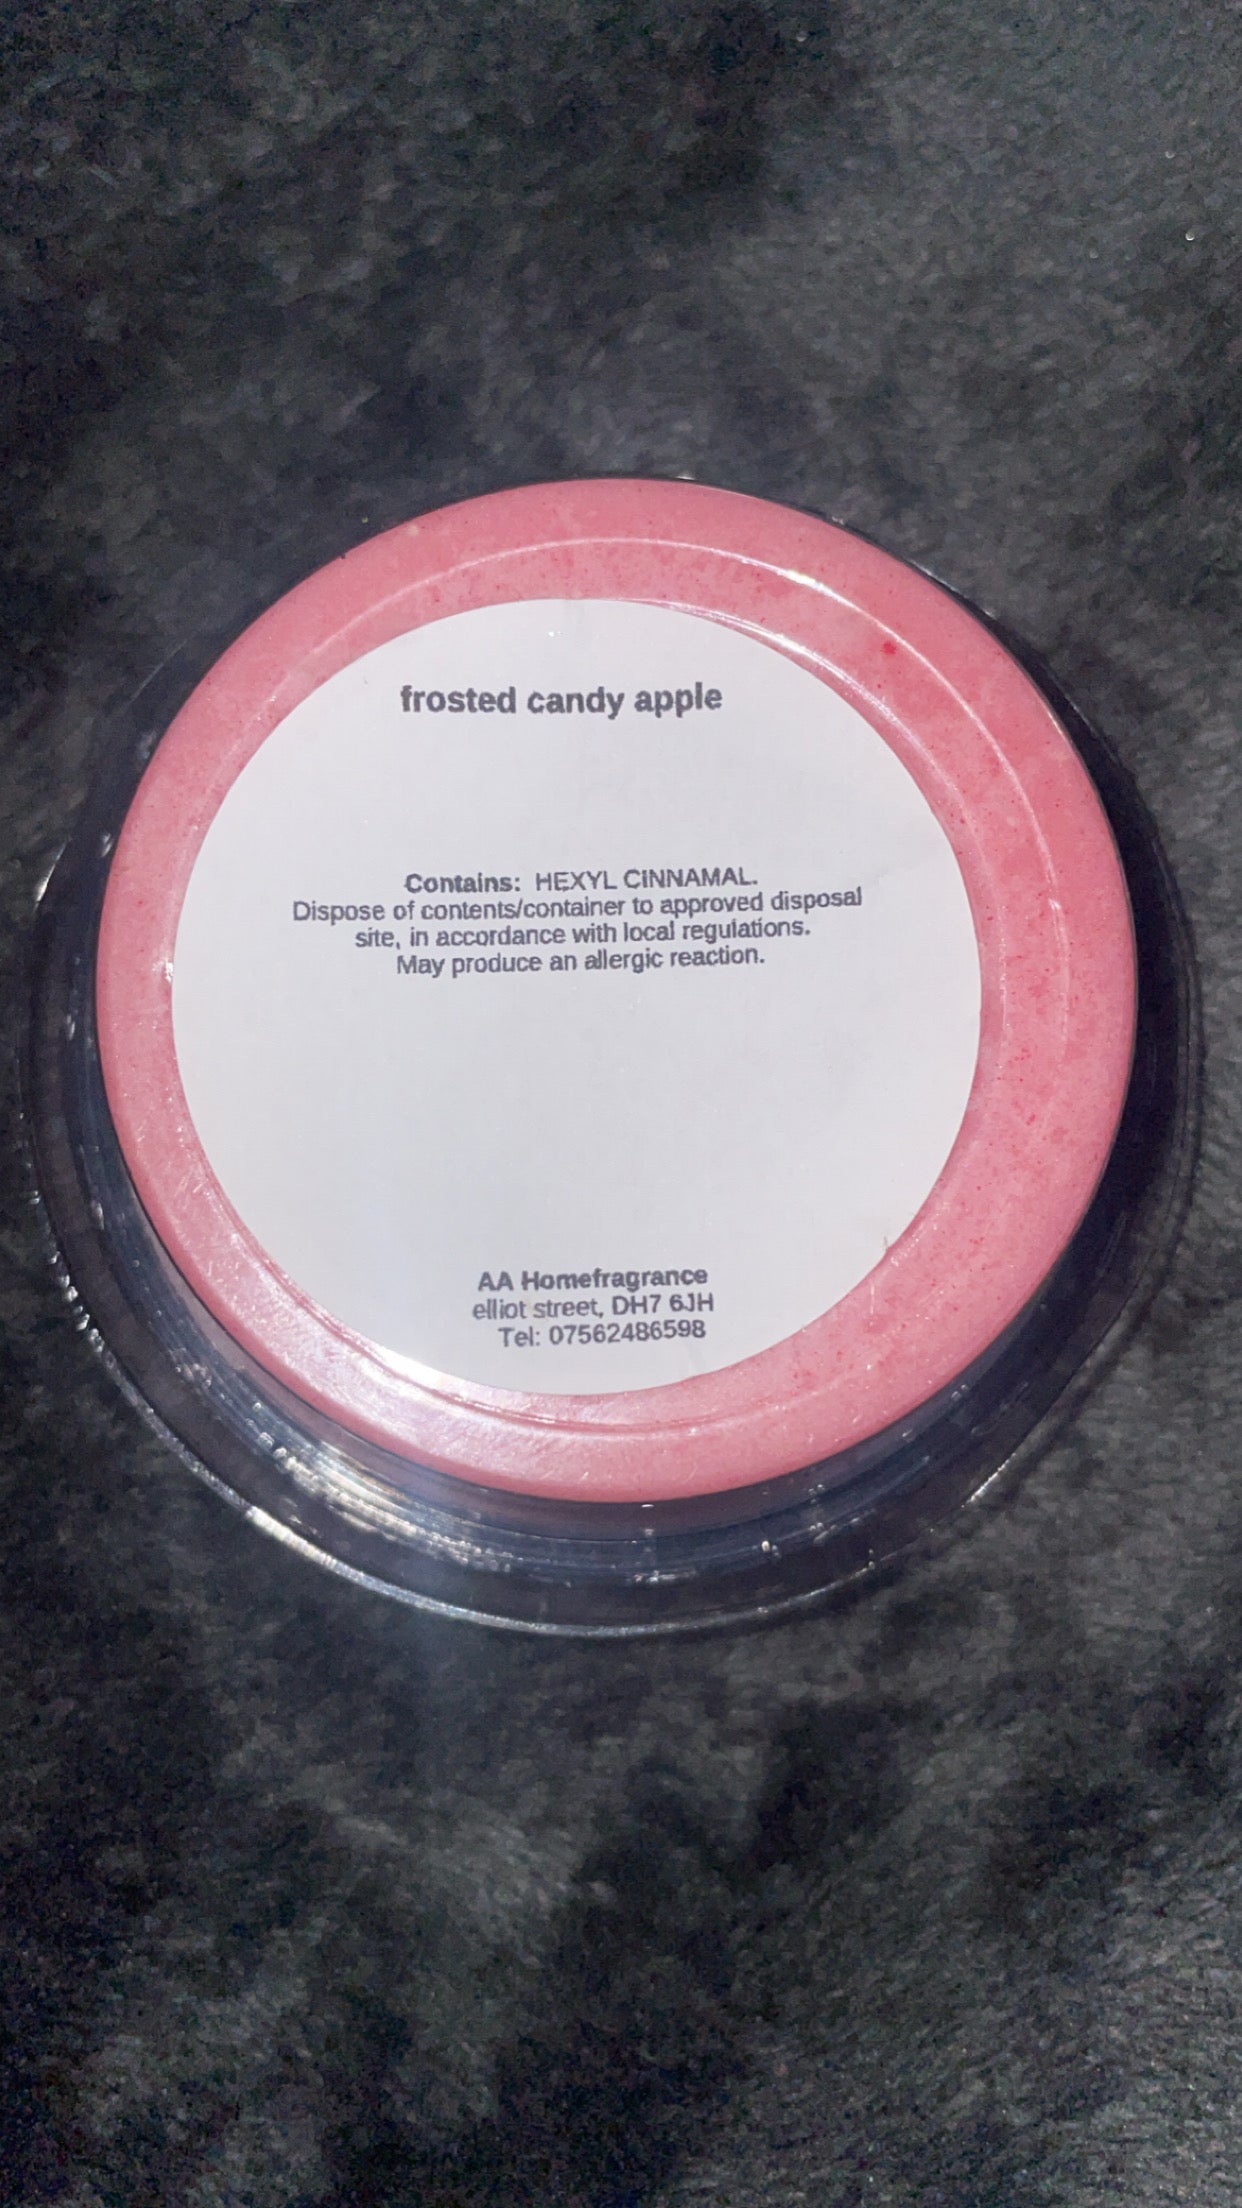 frosted candy apple
Contains: HEXYL CINNAMAL.
Dispose of contents/container to approved disposal
site, in accordance with local regulations.
May produce an allergic reaction.
AA Homefragrance
elliot street, DH7 6JH
Tel: 07562486598